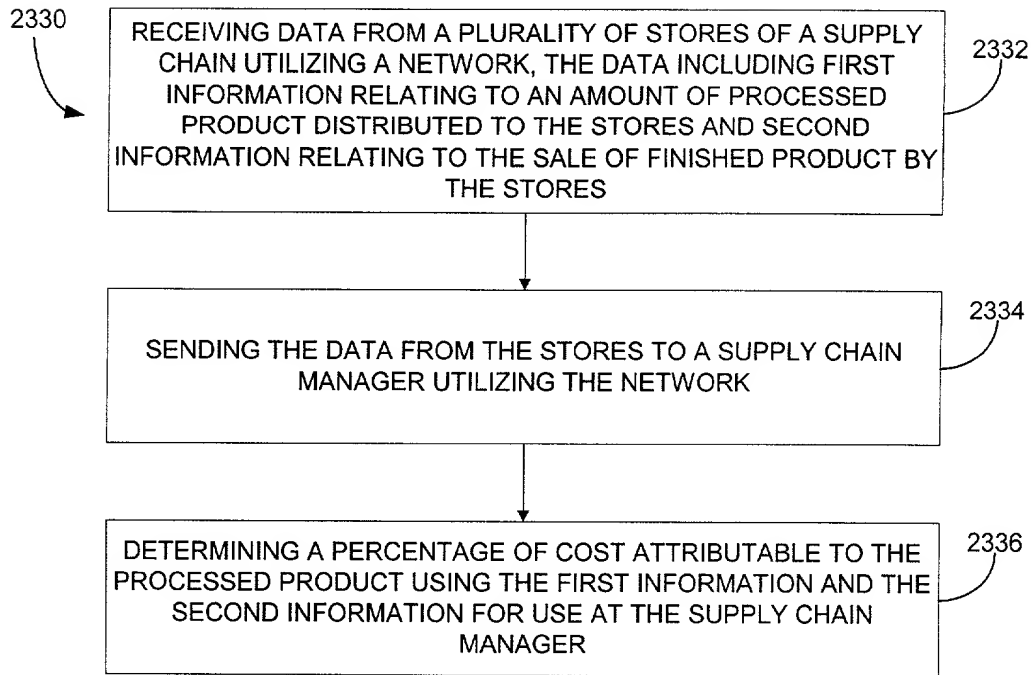 2330
RECEIVING DATA FROM A PLURALITY OF STORES OF A SUPPLY
CHAIN UTILIZING A NETWORK, THE DATA INCLUDING FIRST
INFORMATION RELATING TO AN AMOUNT OF PROCESSED
PRODUCT DISTRIBUTED TO THE STORES AND SECOND
INFORMATION RELATING TO THE SALE OF FINISHED PRODUCT BY
THE STORES
2332
SENDING THE DATA FROM THE STORES TO A SUPPLY CHAIN
MANAGER UTILIZING THE NETWORK
2334
DETERMINING A PERCENTAGE OF COST ATTRIBUTABLE TO THE
PROCESSED PRODUCT USING THE FIRST INFORMATION AND THE
SECOND INFORMATION FOR USE AT THE SUPPLY CHAIN
MANAGER
2336